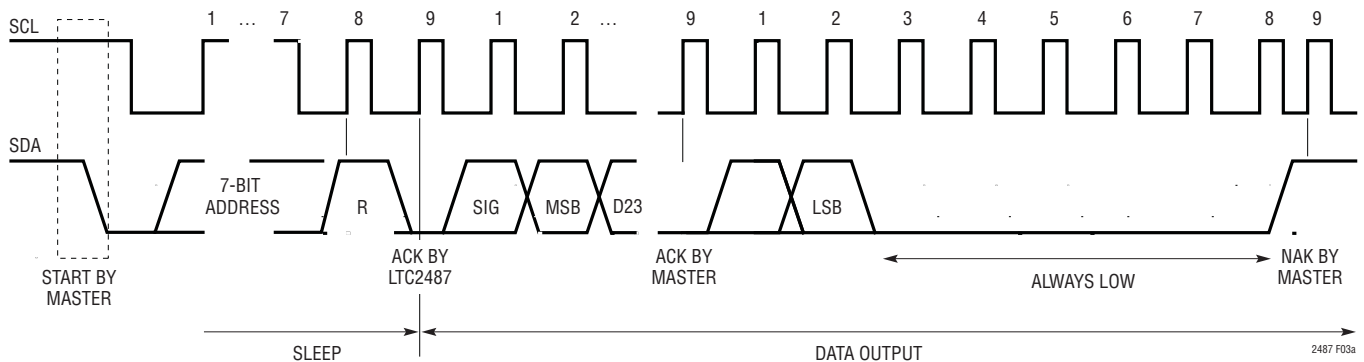 1 ... 7 8 9 1 2 ... 9 1 2 3 4 5 6 7 8 9
SCL
SDA
7-BIT
ADDRESS
R
SIG
MSB
D23
LSB
START BY
MASTER
ACK BY
LTC2487
ACK BY
MASTER
ALWAYS LOW
NAK BY
MASTER
SLEEP
DATA OUTPUT
2487 F03a